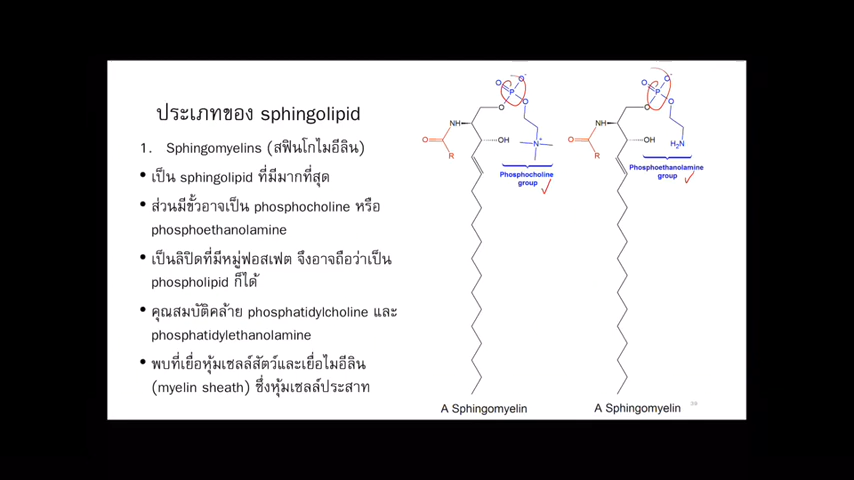 ประเภทของ sphingolipid
1. Sphingomyelins (สฟินโกไมอีลิน)
• เป็น sphingolipid ที่มีมากที่สุด
• ส่วนมีขั้วอาจเป็น phosphocholine หรือ
phosphoethanolamine
• เป็นลิปิดที่มีหมู่ฟอสเฟต จึงอาจถือว่าเป็น
phospholipid ก็ได้
• คุณสมบัติคล้าย phosphatidylcholine และ
phosphatidylethanolamine
• พบที่เยื่อหุ้มเซลล์สัตว์และเยื่อไมอีลิน
(myelin sheath) ซึ่งหุ้มเซลล์ประสาท
O
O-
P
O
O
NH
O
OH
N+
R
Phosphocholine
group
A Sphingomyelin
O
O-
P
O
O
NH
O
OH
H2N
R
Phosphoethanolamine
group
A Sphingomyelin
39